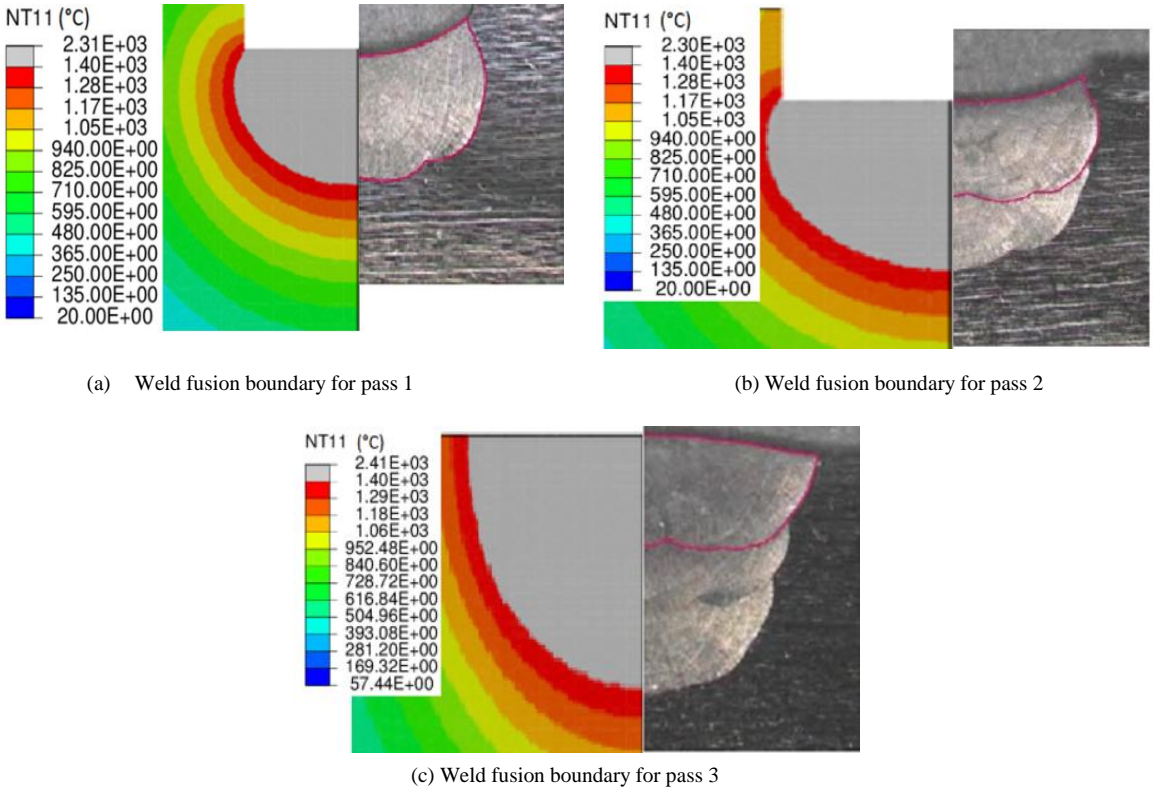 NT11 (°C)
2.31E+03
1.40E+03
1.28E+03
1.17E+03
1.05E+03
940.00E+00
825.00E+00
710.00E+00
595.00E+00
480.00E+00
365.00E+00
250.00E+00
135.00E+00
20.00E+00
(a) Weld fusion boundary for pass 1
NT11 (°C)
2.30E+03
1.40E+03
1.28E+03
1.17E+03
1.05E+03
940.00E+00
825.00E+00
710.00E+00
595.00E+00
480.00E+00
365.00E+00
250.00E+00
135.00E+00
20.00E+00
(b) Weld fusion boundary for pass 2
NT11 (°C)
2.41E+03
1.40E+03
1.29E+03
1.18E+03
1.06E+03
952.48E+00
840.60E+00
728.72E+00
616.84E+00
504.96E+00
393.08E+00
281.20E+00
169.32E+00
57.44E+00
(c) Weld fusion boundary for pass 3